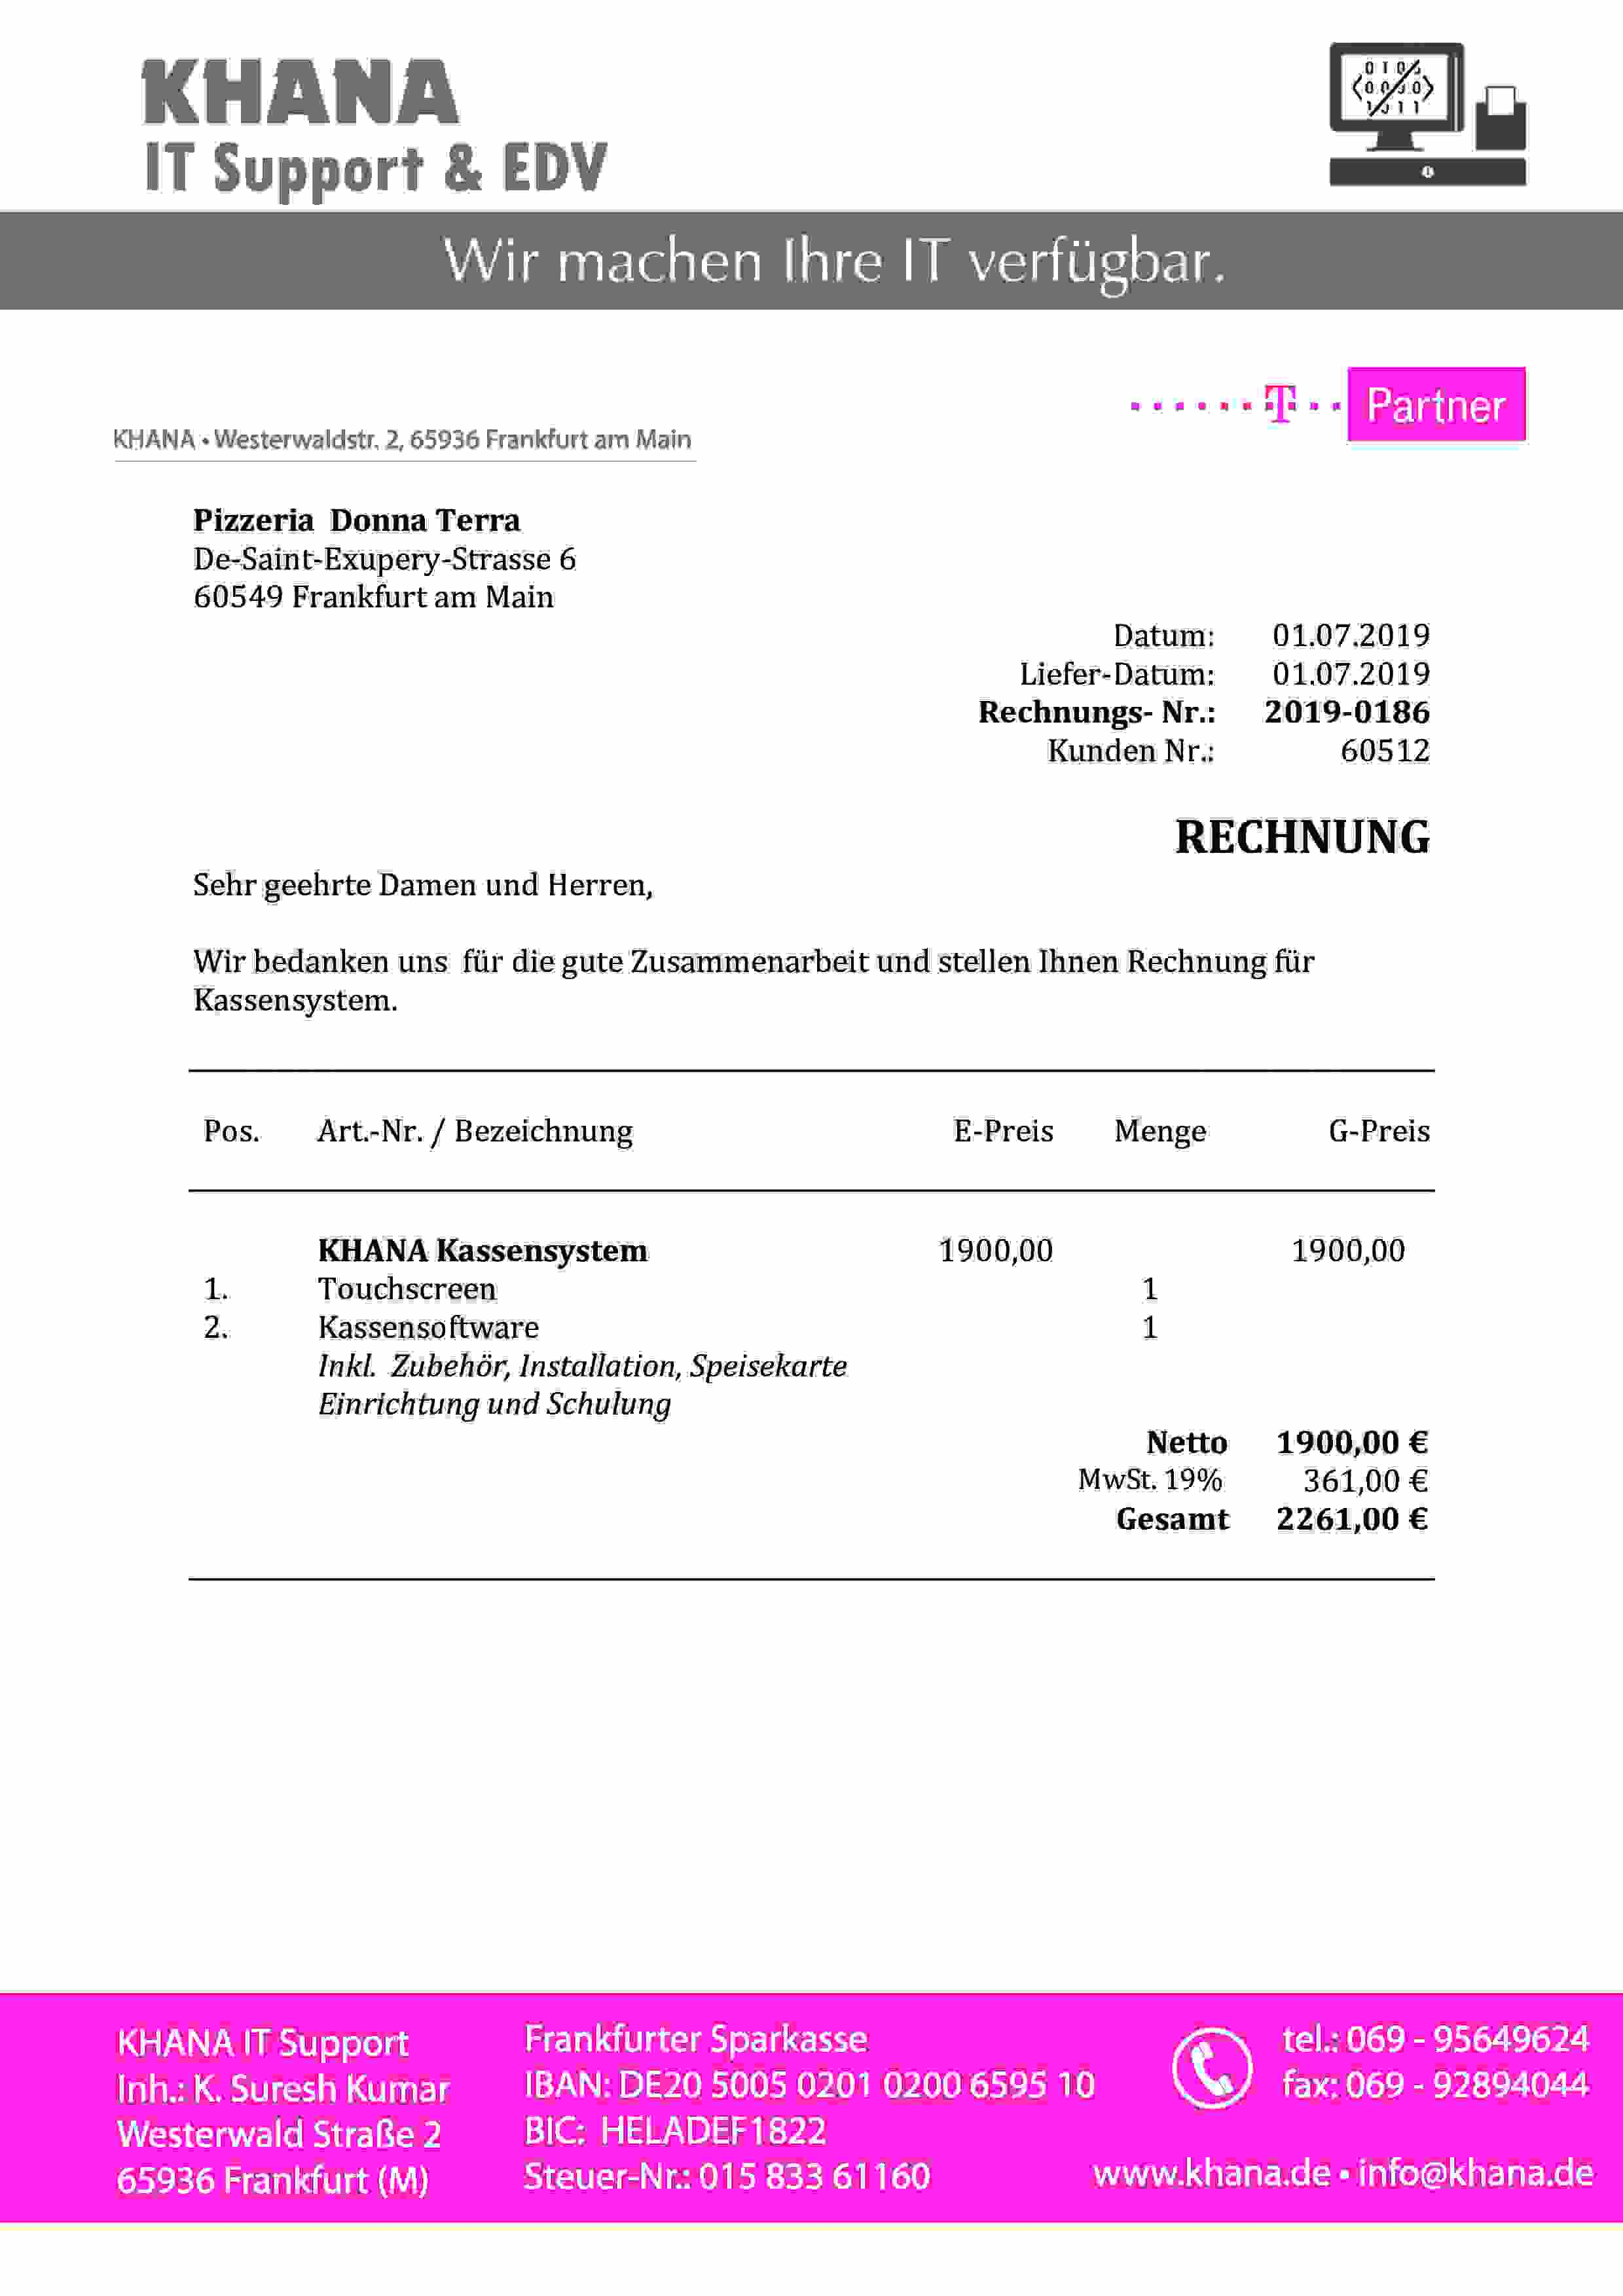 KHANA
IT Support & EDV
Wir machen Ihre IT verfügbar.
T Partner
KHANA • Westerwaldstr. 2, 65936 Frankfurt am Main
Pizzeria Donna Terra
De-Saint-Exupery-Strasse 6
60549 Frankfurt am Main
Datum: 01.07.2019
Liefer-Datum: 01.07.2019
Rechnungs- Nr.: 2019-0186
Kunden Nr.: 60512
RECHNUNG
Sehr geehrte Damen und Herren,
Wir bedanken uns für die gute Zusammenarbeit und stellen Ihnen Rechnung für
Kassensystem.
Pos. Art.-Nr. / Bezeichnung E-Preis Menge G-Preis
KHANA Kassensystem 1900,00 1900,00
1. Touchscreen 1
2. Kassensoftware 1
Inkl. Zubehör, Installation, Speisekarte
Einrichtung und Schulung
Netto 1900,00 €
MwSt. 19% 361,00 €
Gesamt 2261,00 €
KHANA IT Support
Inh.: K. Suresh Kumar
Westerwald Straße 2
65936 Frankfurt (M)
Frankfurter Sparkasse
IBAN: DE20 5005 0201 0200 6595 10
BIC: HELADEF1822
Steuer-Nr.: 015 833 61160
tel.: 069 - 95649624
fax: 069 - 92894044
www.khana.de • info@khana.de